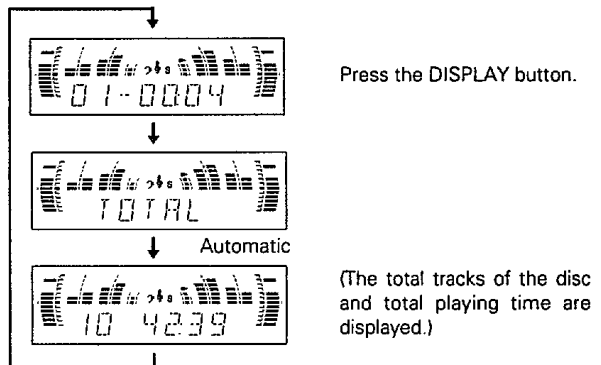 Press the DISPLAY button.
01-00:04
TOTAL
Automatic
(The total tracks of the disc
and total playing time are
displayed.)
10 42:39